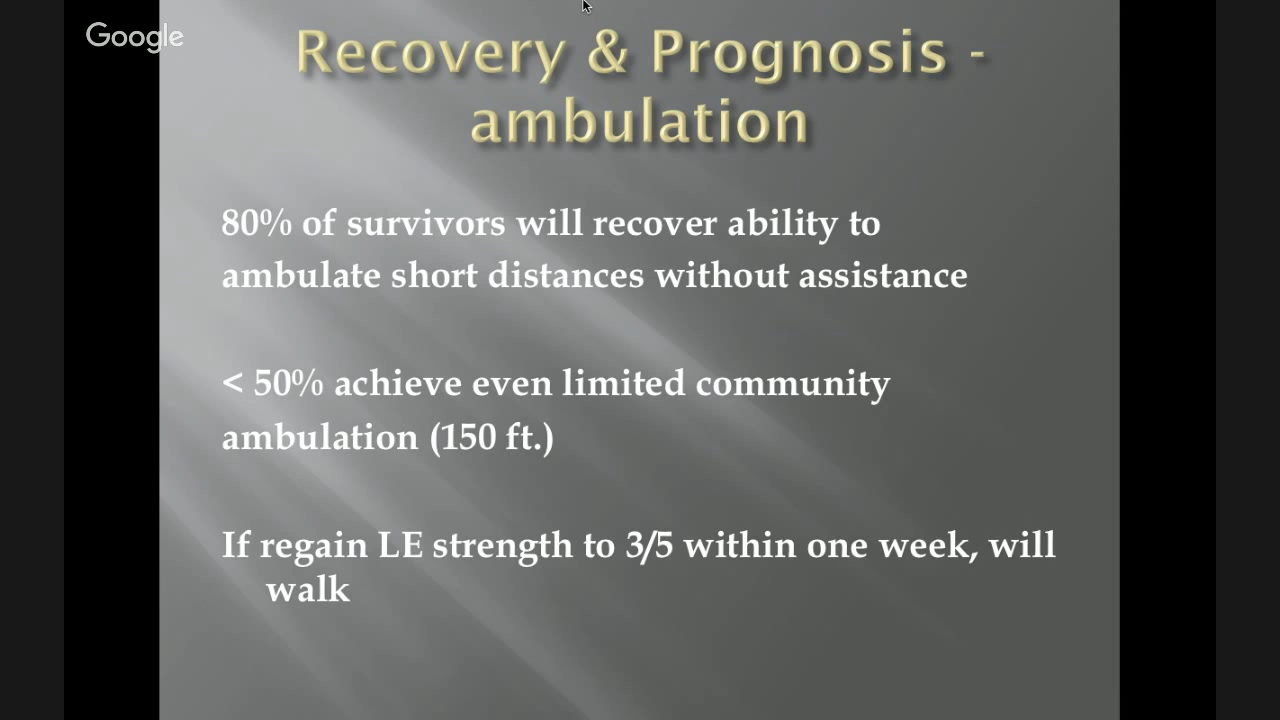 Google
Recovery & Prognosis -
ambulation
80% of survivors will recover ability to
ambulate short distances without assistance
< 50% achieve even limited community
ambulation (150 ft.)
If regain LE strength to 3/5 within one week, will
walk